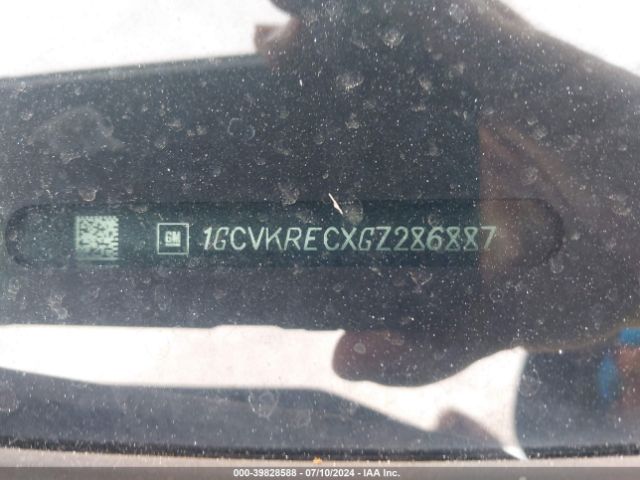 GM 1GCVKRECXGZ286887
000-39828588 - 07/10/2024 - IAA Inc.